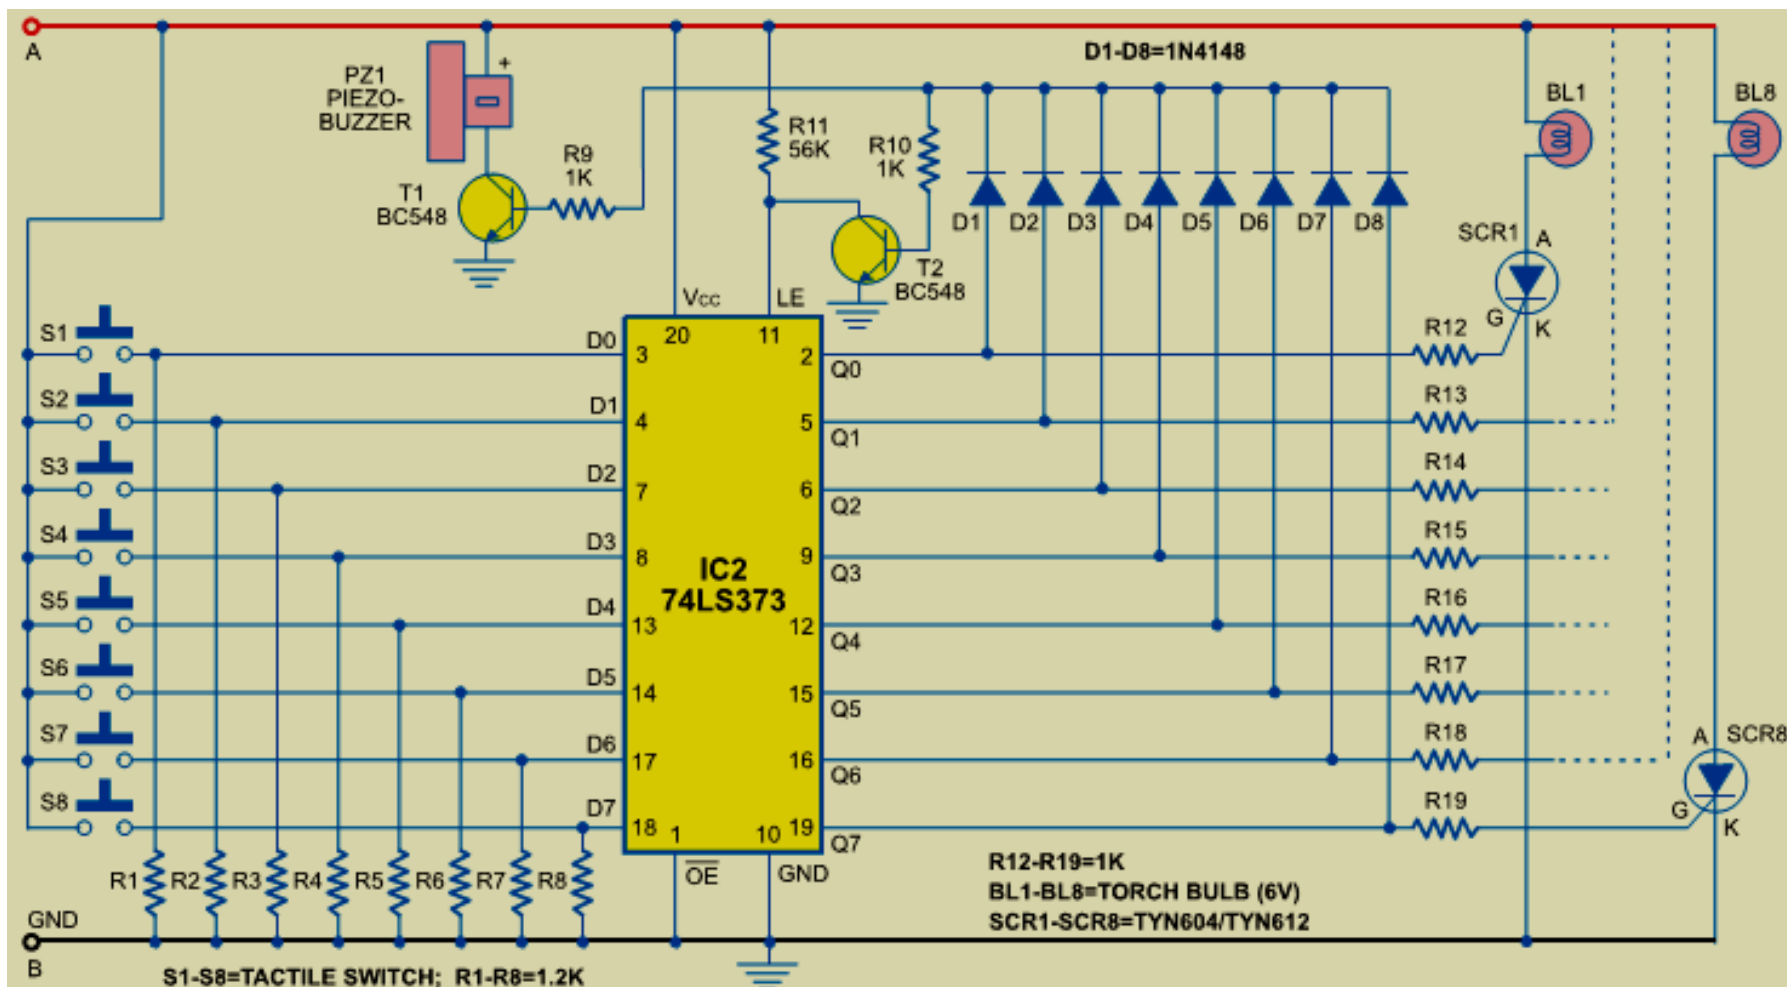 A
D1-D8=1N4148
PZ1
PIEZO-
BUZZER
+
BL1
BL8
R11
56K
R10
1K
R9
1K
T1
BC548
D1
D2
D3
D4
D5
D6
D7
D8
SCR1
A
G
K
T2
BC548
Vcc
LE
20
11
S1
D0
3
2
Q0
R12
S2
D1
4
5
Q1
R13
S3
D2
7
6
Q2
R14
S4
D3
8
9
Q3
R15
IC2
74LS373
S5
D4
13
12
Q4
R16
S6
D5
14
15
Q5
R17
S7
D6
17
16
Q6
R18
A
SCR8
G
K
S8
D7
18
1
10
19
Q7
R19
R1
R2
R3
R4
R5
R6
R7
R8
OE
GND
R12-R19=1K
BL1-BL8=TORCH BULB (6V)
SCR1-SCR8=TYN604/TYN612
GND
B
S1-S8=TACTILE SWITCH; R1-R8=1.2K